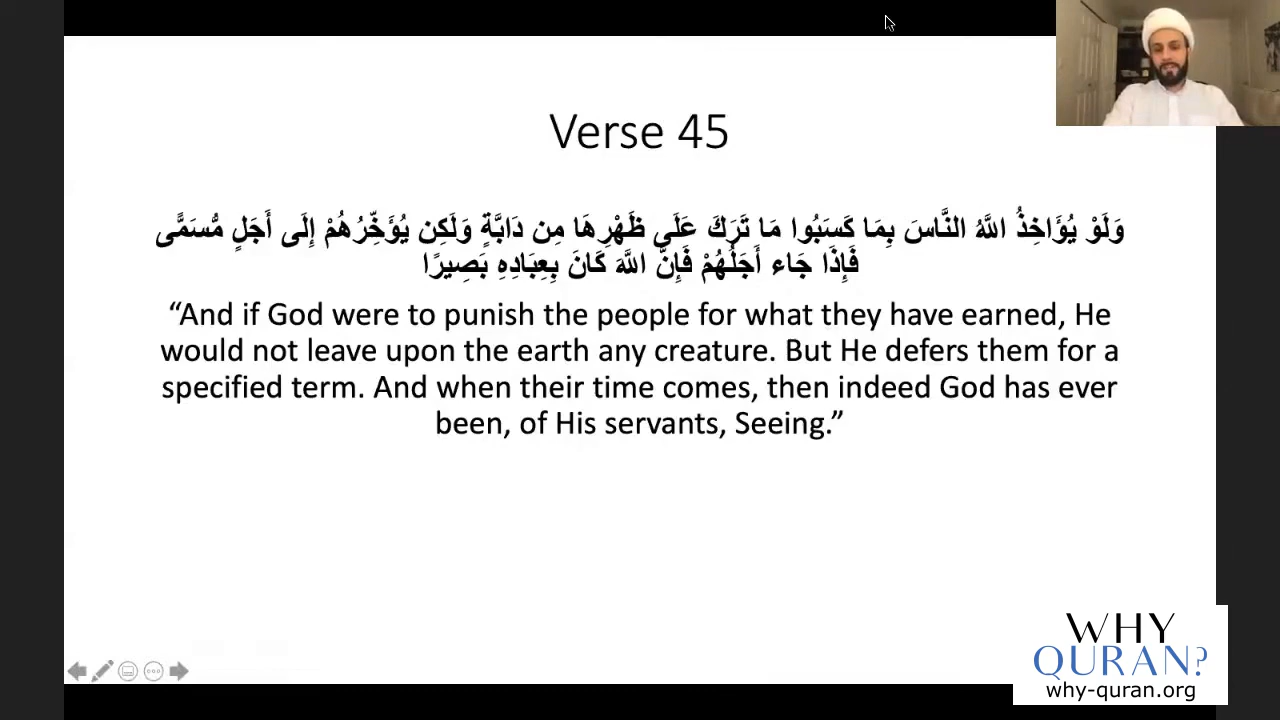 Verse 45
وَلَوْ يُؤَاخِذُ اللَّهُ النَّاسَ بِمَا كَسَبُوا مَا تَرَكَ عَلَى ظَهْرِهَا مِن دَابَّةٍ وَلَكِن يُؤَخِّرُهُمْ إِلَى أَجَلٍ مُّسَمًّى
فَإِذَا جَاء أَجَلُهُمْ فَإِنَّ اللَّهَ كَانَ بِعِبَادِهِ بَصِيرًا
“And if God were to punish the people for what they have earned, He
would not leave upon the earth any creature. But He defers them for a
specified term. And when their time comes, then indeed God has ever
been, of His servants, Seeing.”
WHY
QURAN?
why-quran.org